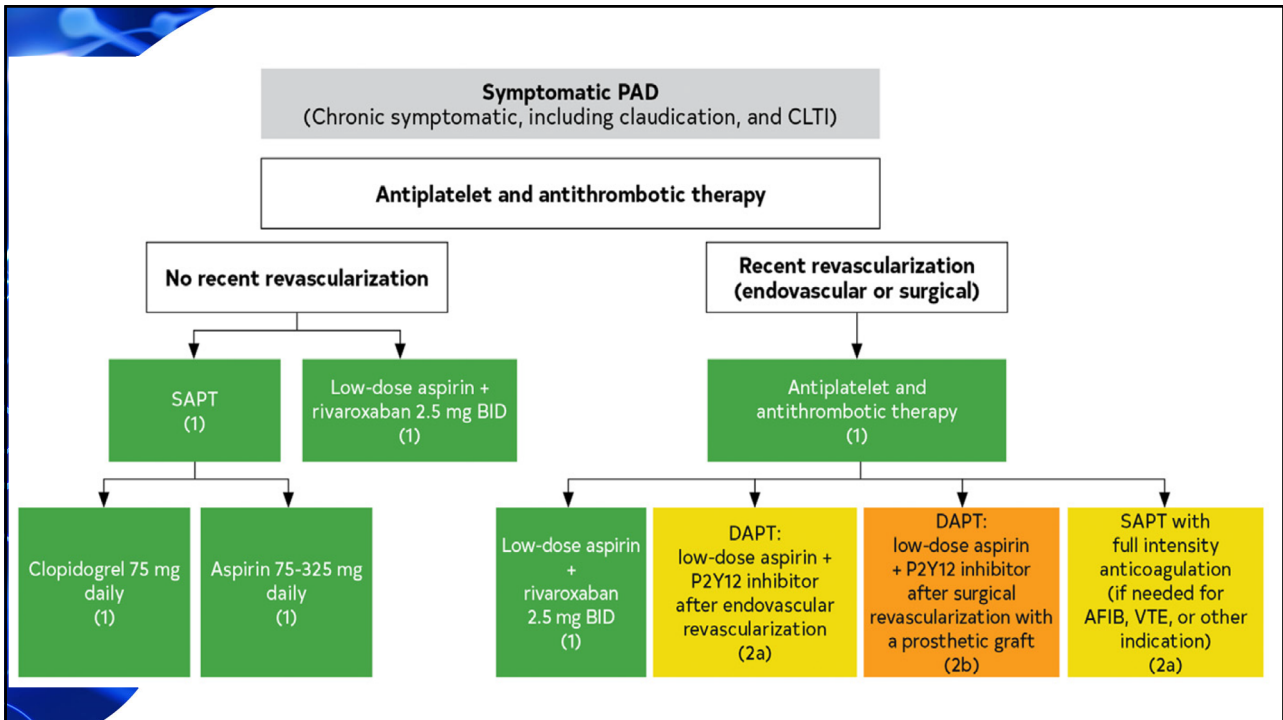 Symptomatic PAD
(Chronic symptomatic, including claudication, and CLTI)
Antiplatelet and antithrombotic therapy
No recent revascularization
Recent revascularization
(endovascular or surgical)
SAPT
(1)
Low-dose aspirin +
rivaroxaban 2.5 mg BID
(1)
Antiplatelet and
antithrombotic therapy
(1)
Clopidogrel 75 mg
daily
(1)
Aspirin 75-325 mg
daily
(1)
Low-dose aspirin
+
rivaroxaban
2.5 mg BID
(1)
DAPT:
low-dose aspirin +
P2Y12 inhibitor
after endovascular
revascularization
(2a)
DAPT:
low-dose aspirin
+ P2Y12 inhibitor
after surgical
revascularization with
a prosthetic graft
(2b)
SAPT with
full intensity
anticoagulation
(if needed for
AFIB, VTE, or other
indication)
(2a)